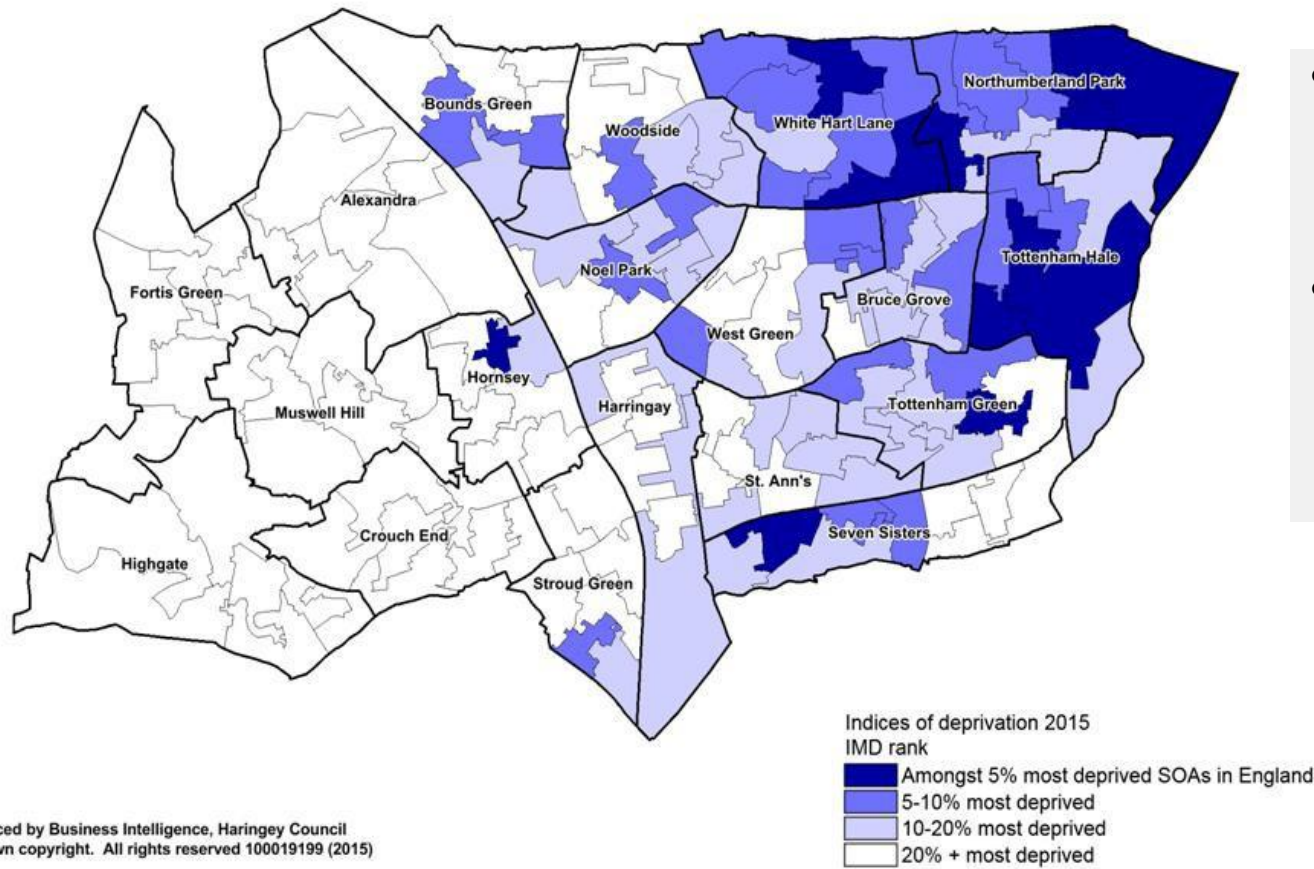 Northumberland Park
Bounds Green
White Hart Lane
Woodside
Alexandra
Tottenham Hale
Noel Park
Fortis Green
Bruce Grove
West Green
Hornsey
Tottenham Green
Harringay
Muswell Hill
St. Ann's
Seven Sisters
Crouch End
Highgate
Stroud Green
Indices of deprivation 2015
IMD rank
Amongst 5% most deprived SOAs in England
5-10% most deprived
10-20% most deprived
20% + most deprived
ced by Business Intelligence, Haringey Council
wn copyright. All rights reserved 100019199 (2015)